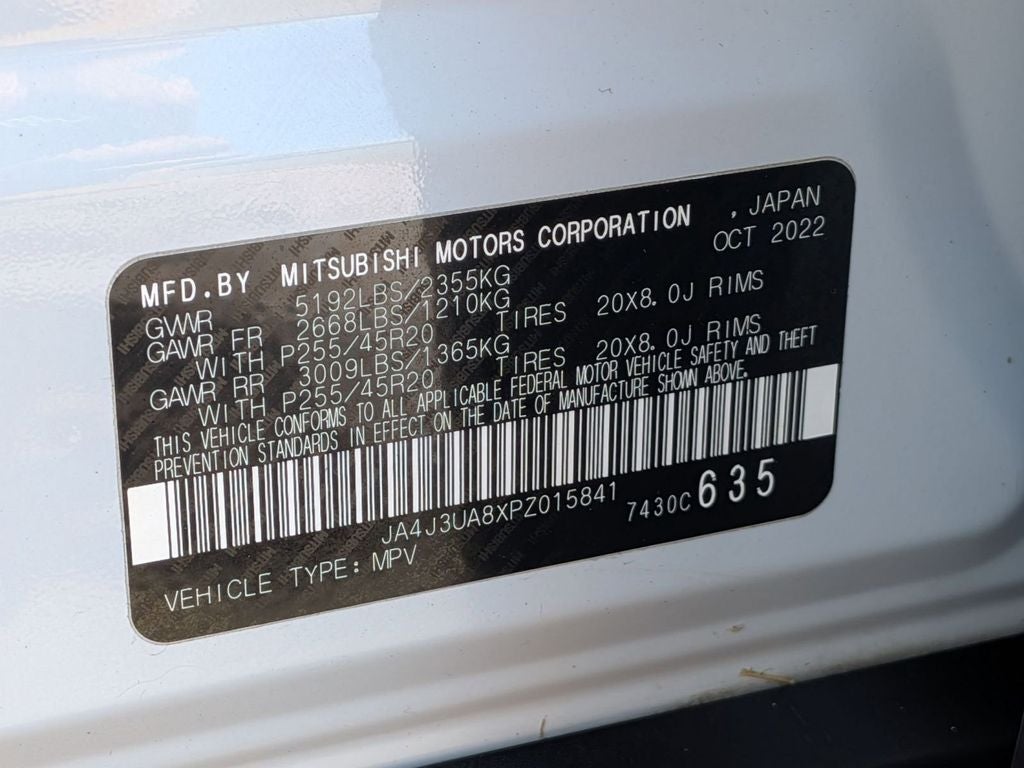 MFD.BY MITSUBISHI MOTORS CORPORATION , JAPAN
GVWR 5192LBS/2355KG OCT 2022
GAWR FR 2668LBS/1210KG
WITH P255/45R20 TIRES 20X8.0J RIMS
GAWR RR 3009LBS/1365KG
WITH P255/45R20 TIRES 20X8.0J RIMS
THIS VEHICLE CONFORMS TO ALL APPLICABLE FEDERAL MOTOR VEHICLE SAFETY AND THEFT
PREVENTION STANDARDS IN EFFECT ON THE DATE OF MANUFACTURE SHOWN ABOVE.
JA4J3UA8XPZ015841 7430C 635
VEHICLE TYPE: MPV